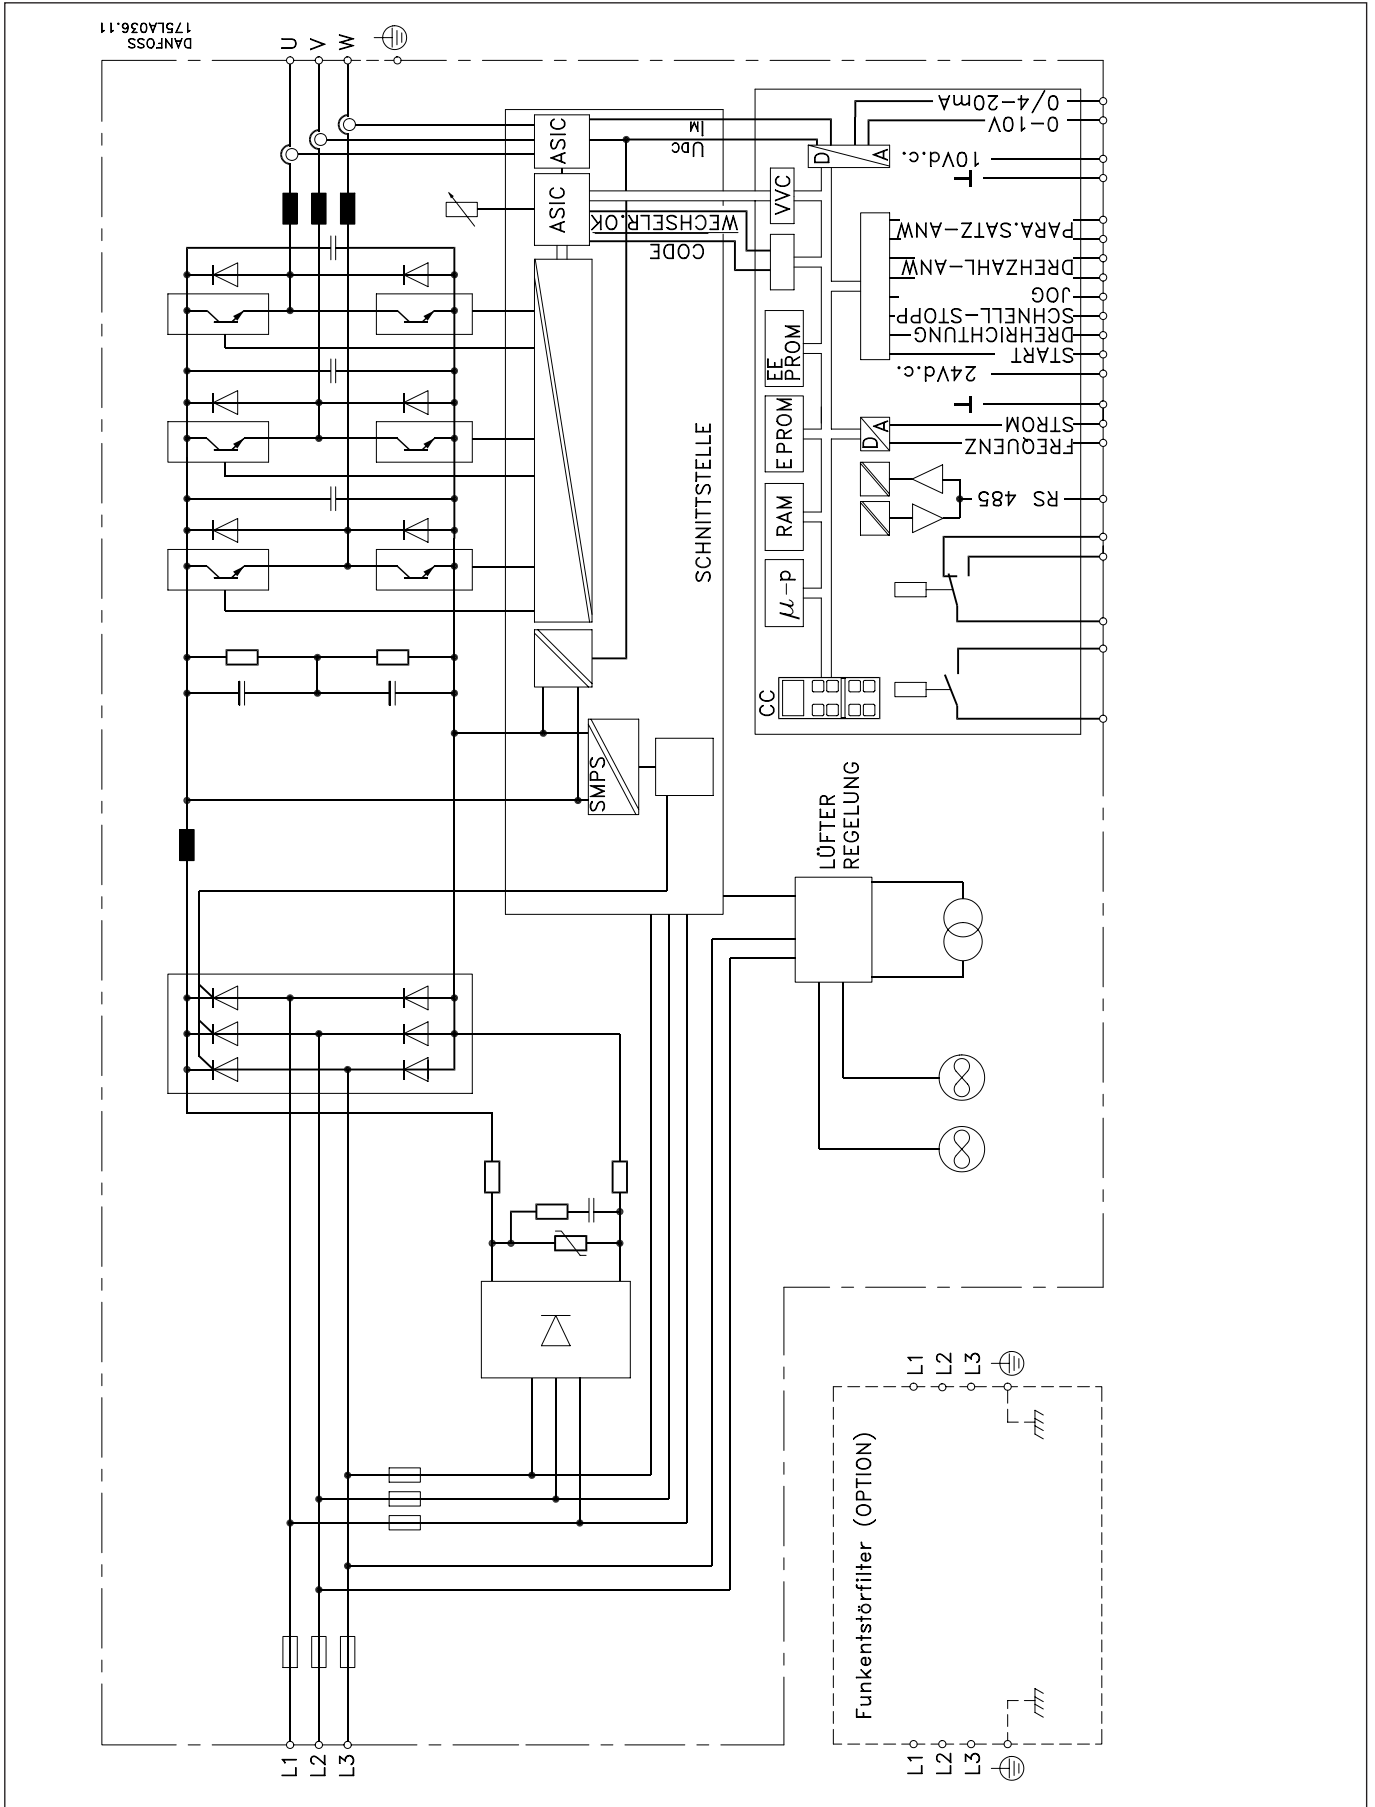 DANFOSS
175LA036.11
U
V
W
0/4-20mA
0-10V
10Vd.c.
ASIC
IM
UDC
D
A
VVC
ASIC
WECHSELR.OK
CODE
PARA.SATZ-ANW
DREHZAHL-ANW
JOG
SCHNELL-STOPP
DREHRICHTUNG
START
24Vd.c.
EE
PROM
STROM
FREQUENZ
D
A
EPROM
SCHNITTSTELLE
RS 485
RAM
μ-p
CC
SMPS
LÜFTER
REGELUNG
L1
L2
L3
Funkentstörfilter (OPTION)
L1
L2
L3
L1
L2
L3